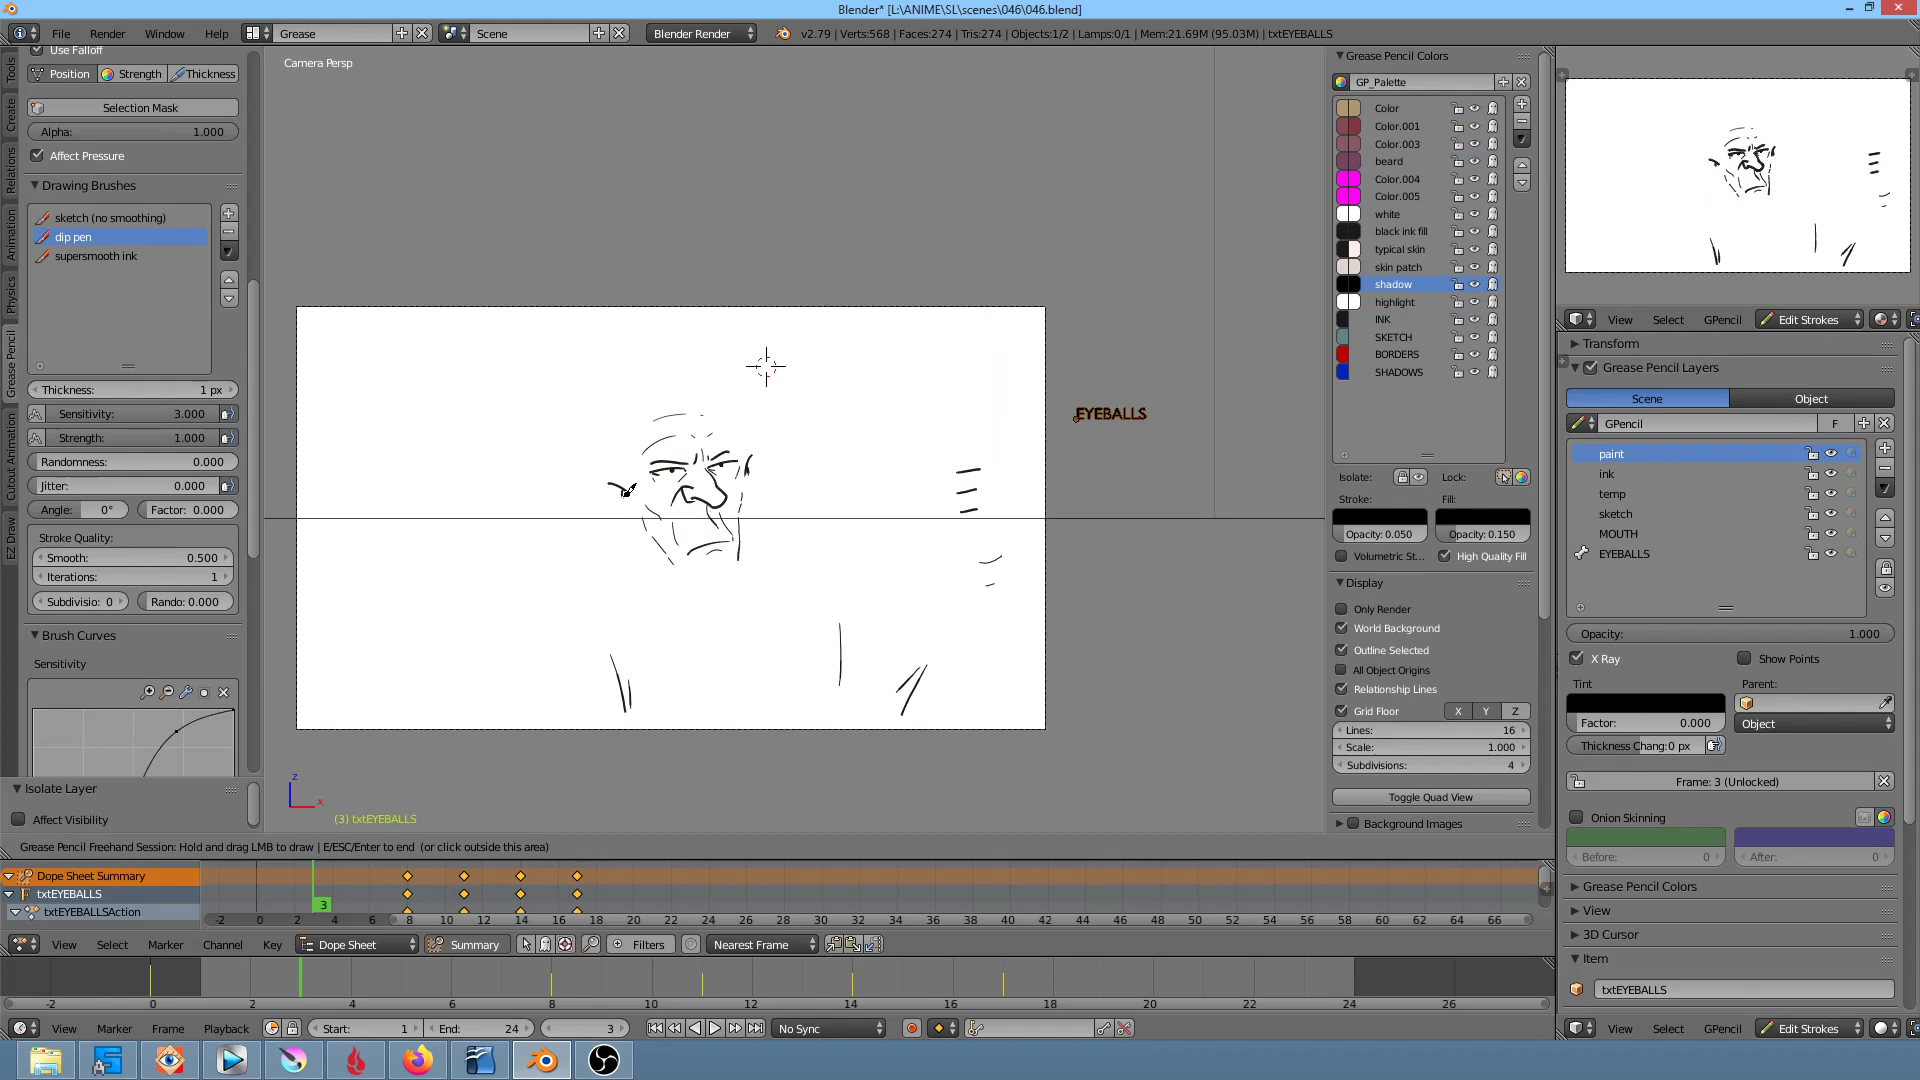 Blender* [L:\ANIME\SL\scenes\046\046.blend]
File Render Window Help Grease Scene Blender Render v2.79 | Verts:568 | Faces:274 | Tris:274 | Objects:1/2 | Lamps:0/1 | Mem:21.69M (95.03M) | txtEYEBALLS
Tools
Create
Relations
Animation
Physics
Grease Pencil
Cutout Animation
EZ Draw
Use Falloff
Position Strength Thickness
Selection Mask
Alpha: 1.000
Affect Pressure
Drawing Brushes
sketch (no smoothing)
dip pen
supersmooth ink
Thickness: 1 px
Sensitivity: 3.000
Strength: 1.000
Randomness: 0.000
Jitter: 0.000
Angle: 0° Factor: 0.000
Stroke Quality:
Smooth: 0.500
Iterations: 1
Subdivisio: 0 Rando: 0.000
Brush Curves
Sensitivity
Isolate Layer
Affect Visibility
Camera Persp
EYEBALLS
z
x
(3) txtEYEBALLS
Grease Pencil Colors
GP_Palette
Color
Color.001
Color.003
beard
Color.004
Color.005
white
black ink fill
typical skin
skin patch
shadow
highlight
INK
SKETCH
BORDERS
SHADOWS
Isolate: Lock:
Stroke: Fill:
Opacity: 0.050 Opacity: 0.150
Volumetric St... High Quality Fill
Display
Only Render
World Background
Outline Selected
All Object Origins
Relationship Lines
Grid Floor X Y Z
Lines: 16
Scale: 1.000
Subdivisions: 4
Toggle Quad View
Background Images
View Select GPencil Edit Strokes
Transform
Grease Pencil Layers
Scene Object
GPencil F
paint
ink
temp
sketch
MOUTH
EYEBALLS
Opacity: 1.000
X Ray Show Points
Tint Parent:
Factor: 0.000 Object
Thickness Chang:0 px
Frame: 3 (Unlocked)
Onion Skinning
Before: 0 After: 0
Grease Pencil Colors
View
3D Cursor
Item
txtEYEBALLS
View Select GPencil Edit Strokes
Grease Pencil Freehand Session: Hold and drag LMB to draw | E/ESC/Enter to end (or click outside this area)
Dope Sheet Summary
txtEYEBALLS
txtEYEBALLSAction
3
-2 0 2 4 6 8 10 12 14 16 18 20 22 24 26 28 30 32 34 36 38 40 42 44 46 48 50 52 54 56 58 60 62 64 66
View Select Marker Channel Key Dope Sheet Summary Filters Nearest Frame
-2 0 2 4 6 8 10 12 14 16 18 20 22 24 26
View Marker Frame Playback Start: 1 End: 24 3 No Sync